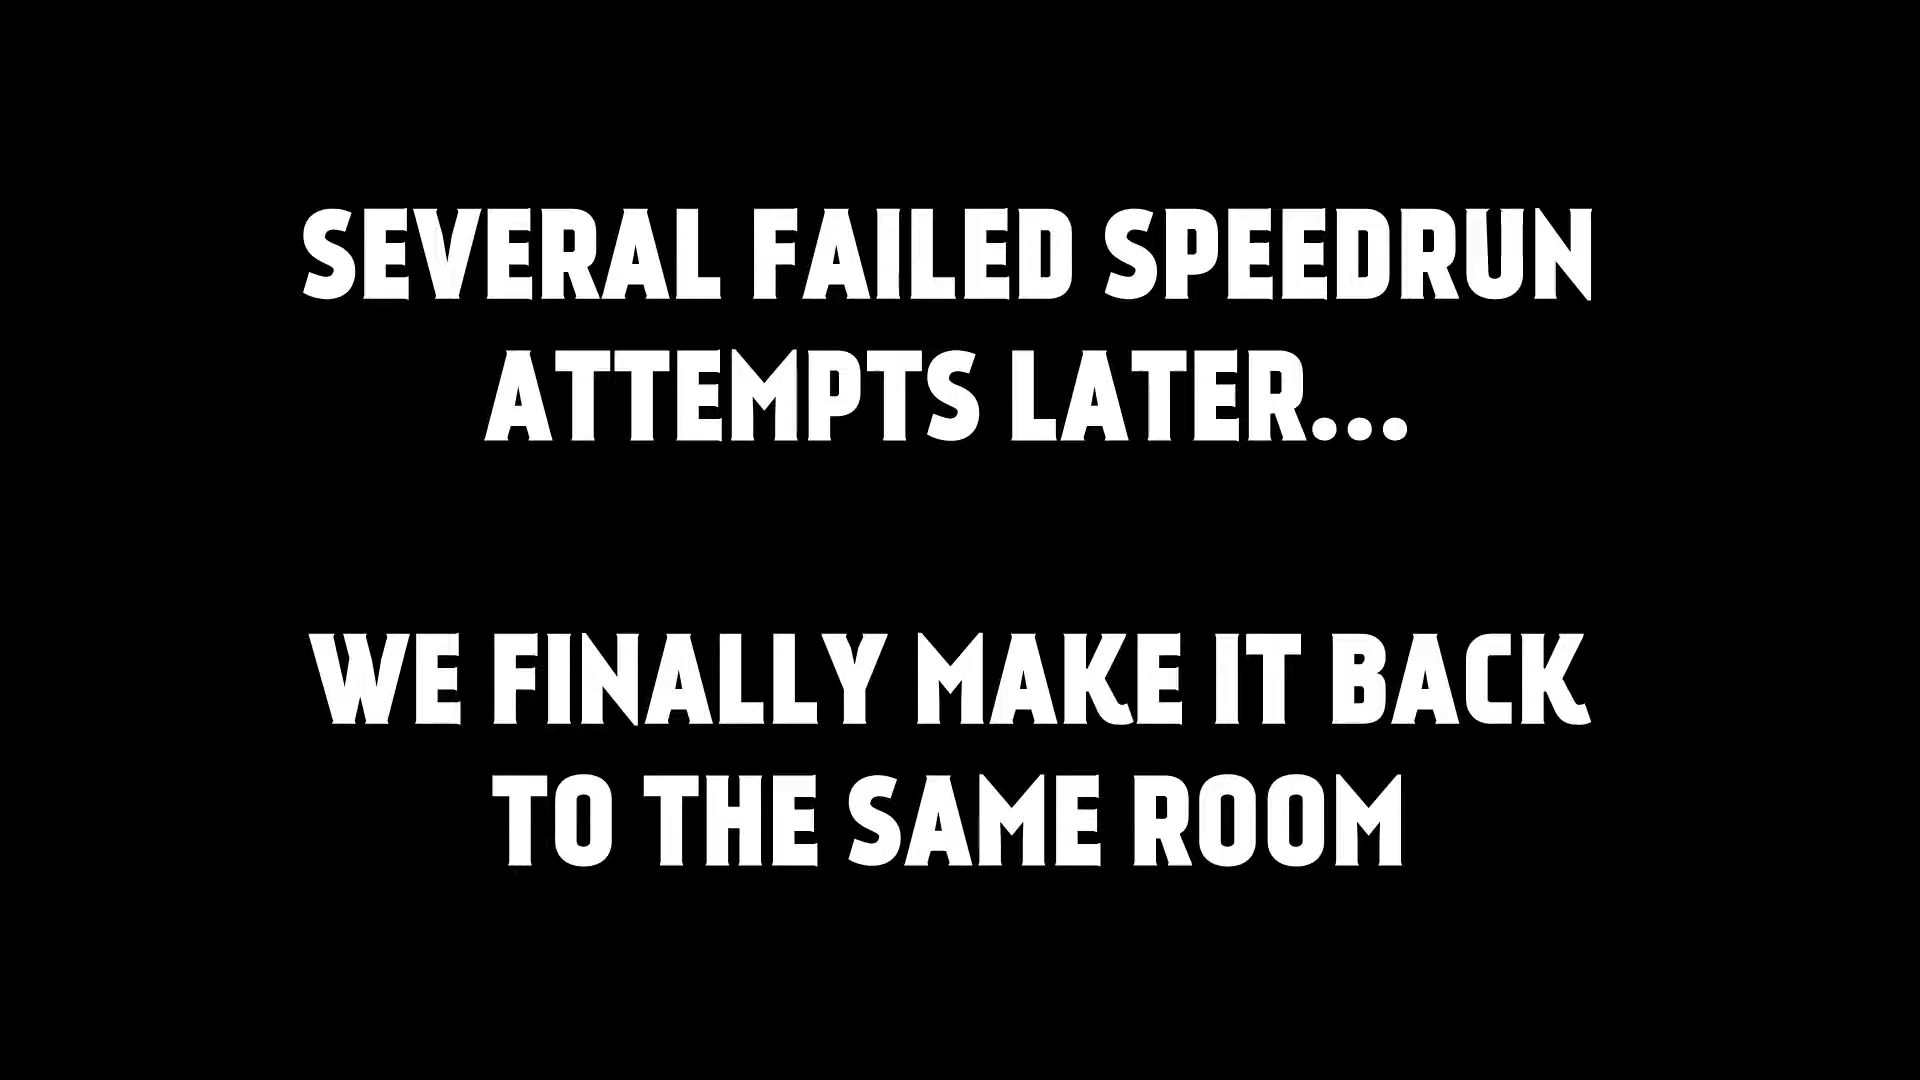 SEVERAL FAILED SPEEDRUN
ATTEMPTS LATER...
WE FINALLY MAKE IT BACK
TO THE SAME ROOM